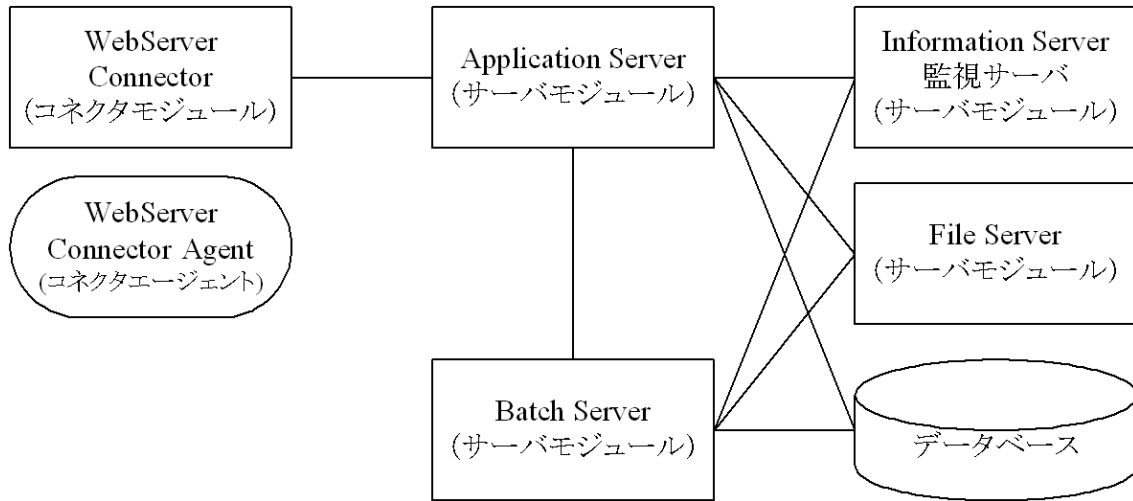 WebServer
Connector
(コネクタモジュール)
Application Server
(サーバモジュール)
Information Server
監視サーバ
(サーバモジュール)
WebServer
Connector Agent
(コネクタエージェント)
File Server
(サーバモジュール)
Batch Server
(サーバモジュール)
データベース